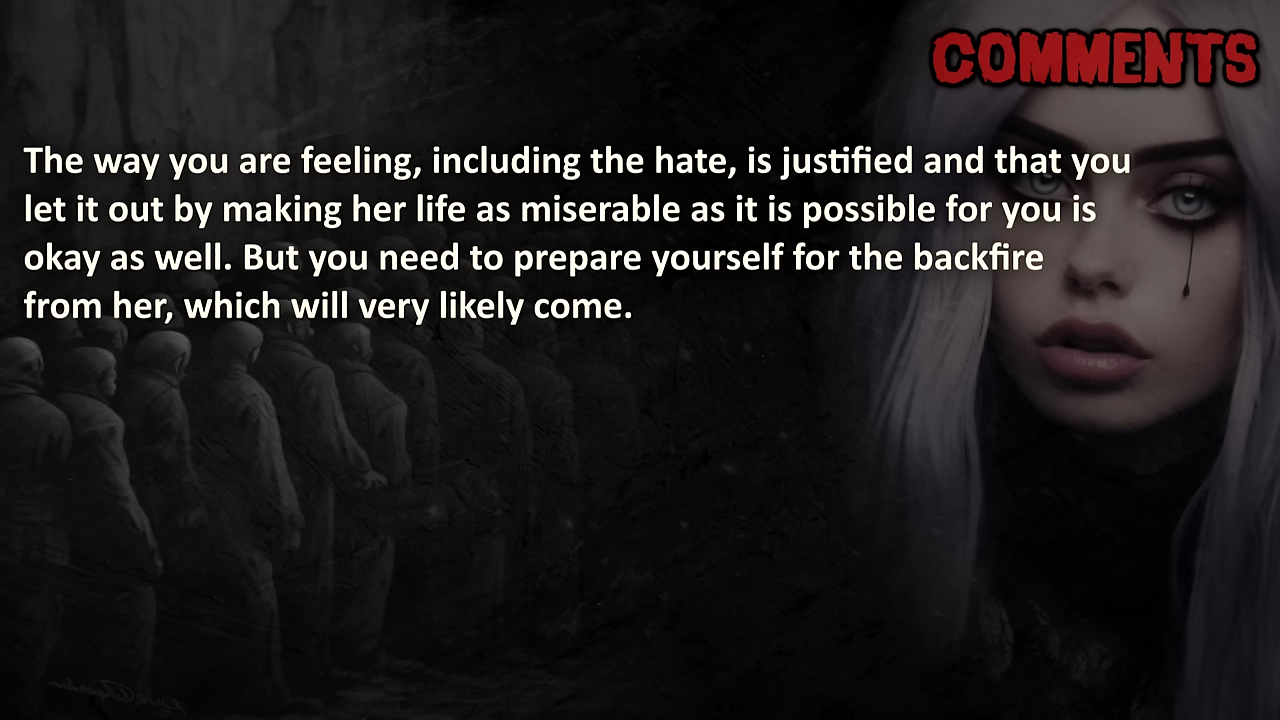 COMMENTS
The way you are feeling, including the hate, is justified and that you
let it out by making her life as miserable as it is possible for you is
okay as well. But you need to prepare yourself for the backfire
from her, which will very likely come.